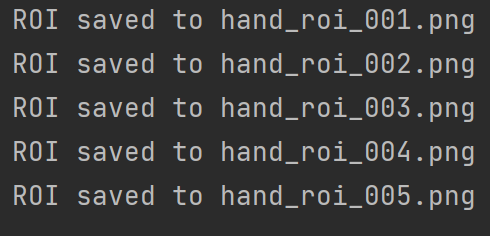 ROI saved to hand_roi_001.png
ROI saved to hand_roi_002.png
ROI saved to hand_roi_003.png
ROI saved to hand_roi_004.png
ROI saved to hand_roi_005.png